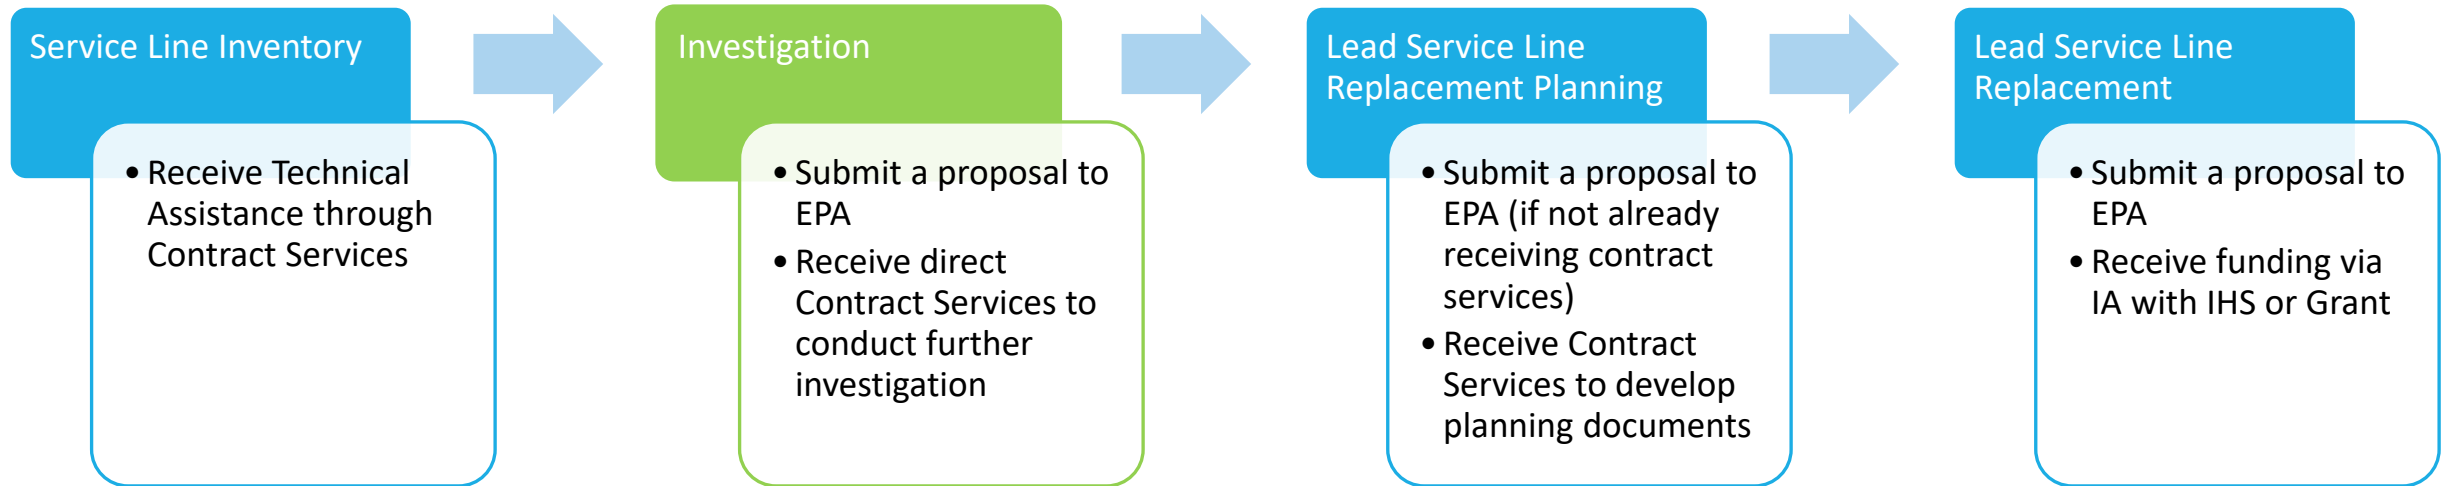 Service Line Inventory
• Receive Technical
Assistance through
Contract Services
Investigation
• Submit a proposal to
EPA
• Receive direct
Contract Services to
conduct further
investigation
Lead Service Line
Replacement Planning
• Submit a proposal to
EPA (if not already
receiving contract
services)
• Receive Contract
Services to develop
planning documents
Lead Service Line
Replacement
• Submit a proposal to
EPA
• Receive funding via
IA with IHS or Grant